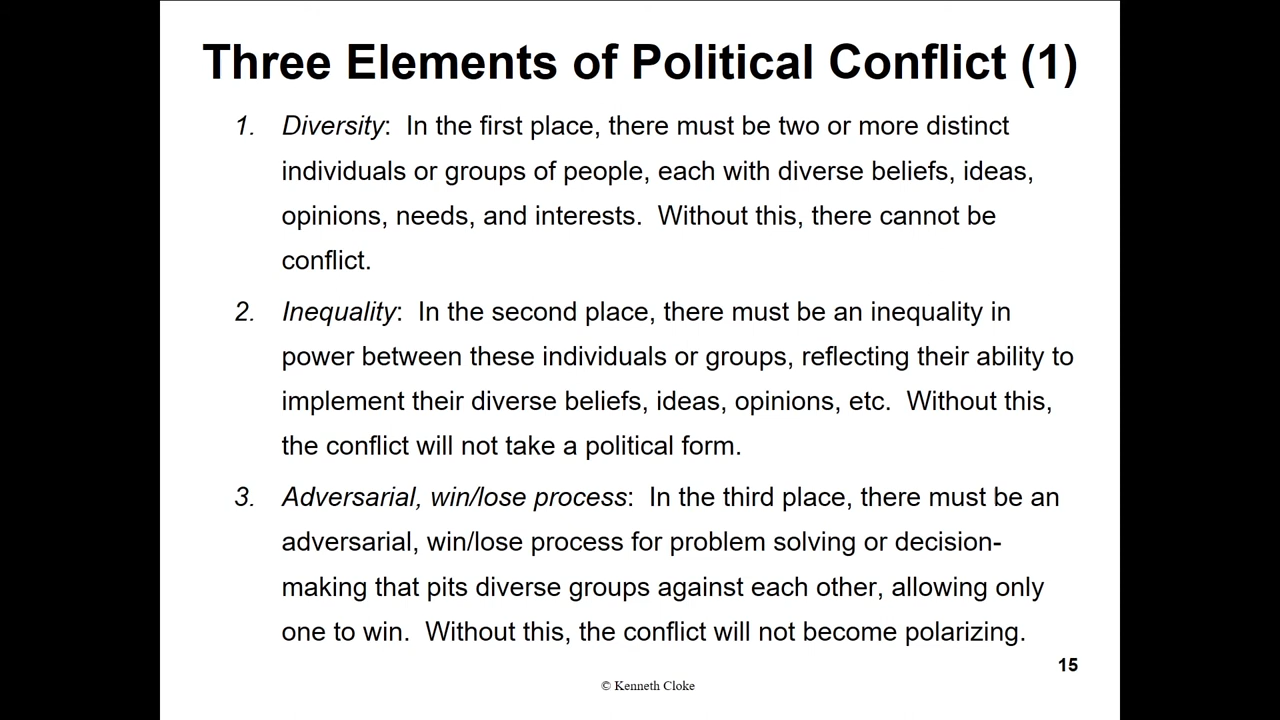 Three Elements of Political Conflict (1)
1. Diversity: In the first place, there must be two or more distinct
individuals or groups of people, each with diverse beliefs, ideas,
opinions, needs, and interests. Without this, there cannot be
conflict.
2. Inequality: In the second place, there must be an inequality in
power between these individuals or groups, reflecting their ability to
implement their diverse beliefs, ideas, opinions, etc. Without this,
the conflict will not take a political form.
3. Adversarial, win/lose process: In the third place, there must be an
adversarial, win/lose process for problem solving or decision-
making that pits diverse groups against each other, allowing only
one to win. Without this, the conflict will not become polarizing.
15
© Kenneth Cloke